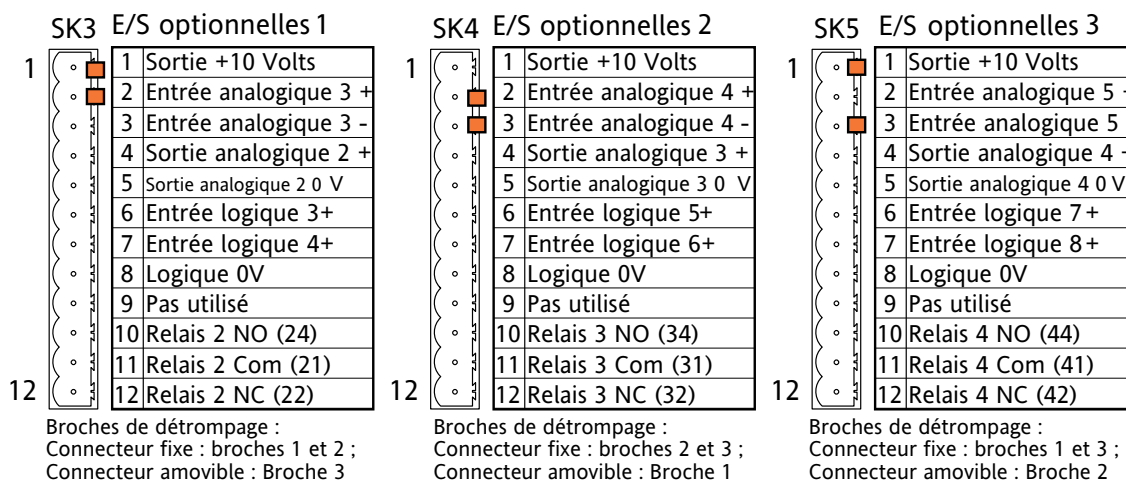 SK3 E/S optionnelles 1
1
12
1 Sortie +10 Volts
2 Entrée analogique 3 +
3 Entrée analogique 3 -
4 Sortie analogique 2 +
5 Sortie analogique 2 0 V
6 Entrée logique 3+
7 Entrée logique 4+
8 Logique 0V
9 Pas utilisé
10 Relais 2 NO (24)
11 Relais 2 Com (21)
12 Relais 2 NC (22)
Broches de détrompage :
Connecteur fixe : broches 1 et 2 ;
Connecteur amovible : Broche 3
SK4 E/S optionnelles 2
1
12
1 Sortie +10 Volts
2 Entrée analogique 4 +
3 Entrée analogique 4 -
4 Sortie analogique 3 +
5 Sortie analogique 3 0 V
6 Entrée logique 5+
7 Entrée logique 6+
8 Logique 0V
9 Pas utilisé
10 Relais 3 NO (34)
11 Relais 3 Com (31)
12 Relais 3 NC (32)
Broches de détrompage :
Connecteur fixe : broches 2 et 3 ;
Connecteur amovible : Broche 1
SK5 E/S optionnelles 3
1
12
1 Sortie +10 Volts
2 Entrée analogique 5
3 Entrée analogique 5
4 Sortie analogique 4
5 Sortie analogique 4 0 V
6 Entrée logique 7+
7 Entrée logique 8+
8 Logique 0V
9 Pas utilisé
10 Relais 4 NO (44)
11 Relais 4 Com (41)
12 Relais 4 NC (42)
Broches de détrompage :
Connecteur fixe : broches 1 et 3 ;
Connecteur amovible : Broche 2